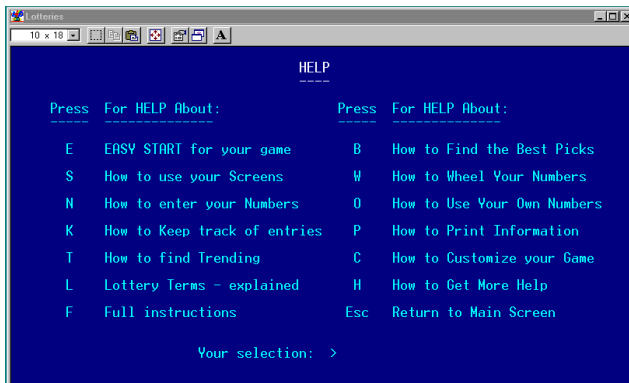 Lotteries
10 x 18 A
HELP
Press For HELP About: Press For HELP About:
E EASY START for your game B How to Find the Best Picks
S How to use your Screens W How to Wheel Your Numbers
N How to enter your Numbers O How to Use Your Own Numbers
K How to Keep track of entries P How to Print Information
T How to find Trending C How to Customize your Game
L Lottery Terms - explained H How to Get More Help
F Full instructions Esc Return to Main Screen
Your selection: >